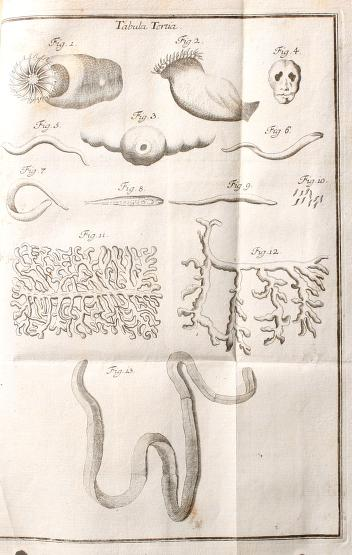 Tabula Tertia
Fig. 1.
Fig. 2.
Fig. 4.
Fig. 3.
Fig. 5.
Fig. 6.
Fig. 7.
Fig. 8.
Fig. 9.
Fig. 10.
Fig. 11.
Fig. 12.
Fig. 13.